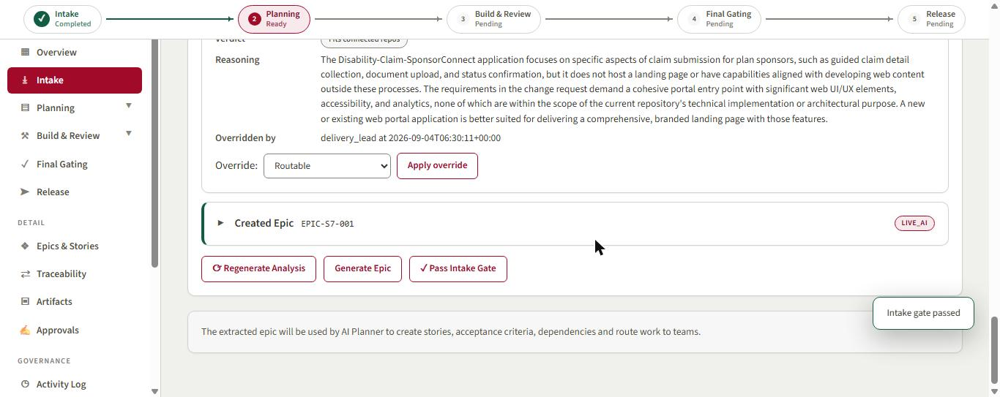 Intake
Completed
2
Planning
Ready
3
Build & Review
Pending
4
Final Gating
Pending
5
Release
Pending
Overview
Intake
Planning
Build & Review
Final Gating
Release
DETAIL
Epics & Stories
Traceability
Artifacts
Approvals
GOVERNANCE
Activity Log
Verdict
Fits connected repos
Reasoning
The Disability-Claim-SponsorConnect application focuses on specific aspects of claim submission for plan sponsors, such as guided claim detail
collection, document upload, and status confirmation, but it does not host a landing page or have capabilities aligned with developing web content
outside these processes. The requirements in the change request demand a cohesive portal entry point with significant web UI/UX elements,
accessibility, and analytics, none of which are within the scope of the current repository's technical implementation or architectural purpose. A new
or existing web portal application is better suited for delivering a comprehensive, branded landing page with those features.
Overridden by
delivery_lead at 2026-09-04T06:30:11+00:00
Override:
Routable
Apply override
Created Epic EPIC-S7-001
LIVE_AI
⟳ Regenerate Analysis
Generate Epic
✓ Pass Intake Gate
Intake gate passed
The extracted epic will be used by AI Planner to create stories, acceptance criteria, dependencies and route work to teams.